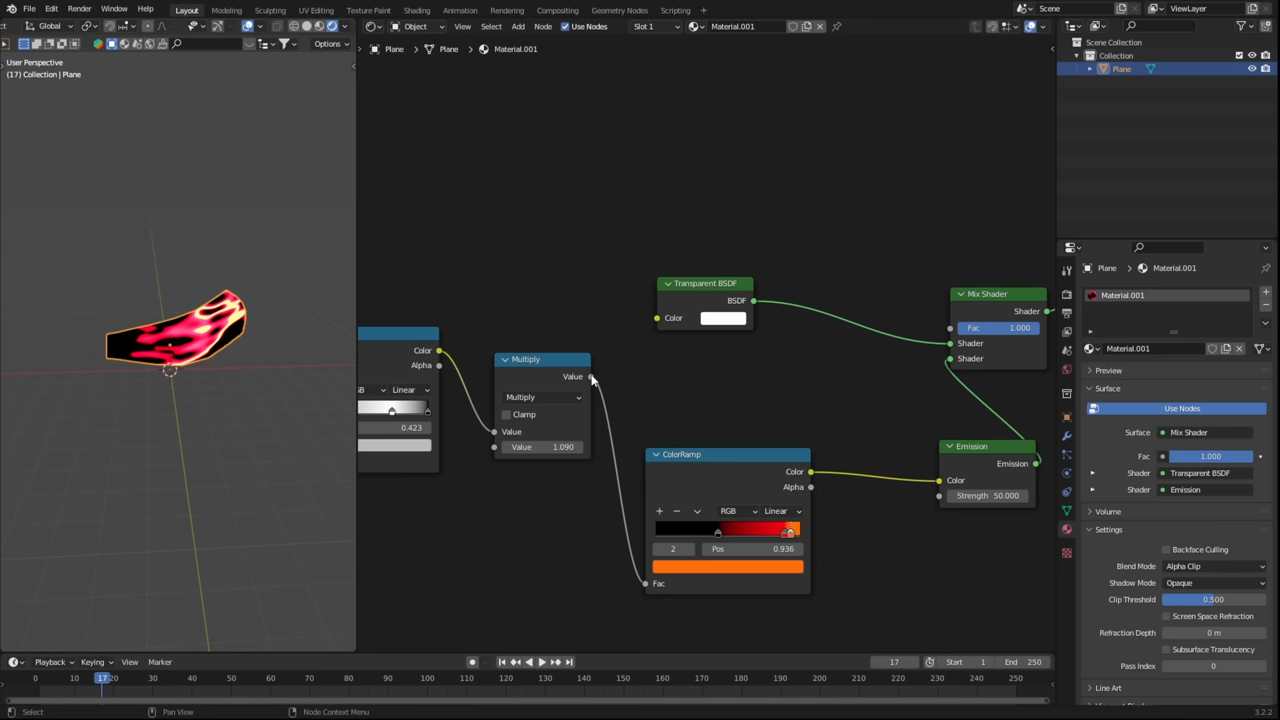 File Edit Render Window Help Layout Modeling Sculpting UV Editing Texture Paint Shading Animation Rendering Compositing Geometry Nodes Scripting + Scene ViewLayer
Global Object View Select Add Node Use Nodes Slot 1 Material.001
Options Plane Plane Material.001
User Perspective
(17) Collection | Plane
Scene Collection
Collection
Plane
Transparent BSDF
BSDF
Color
Mix Shader
Shader
Fac 1.000
Shader
Shader
Color
Alpha
GB Linear
0.423
Multiply
Value
Multiply
Clamp
Value
Value 1.090
ColorRamp
Color
Alpha
RGB Linear
2 Pos 0.936
Fac
Emission
Emission
Color
Strength 50.000
Plane Material.001
Material.001
Material.001
Preview
Surface
Use Nodes
Surface Mix Shader
Fac 1.000
Shader Transparent BSDF
Shader Emission
Volume
Settings
Backface Culling
Blend Mode Alpha Clip
Shadow Mode Opaque
Clip Threshold 0.500
Screen Space Refraction
Refraction Depth 0 m
Subsurface Translucency
Pass Index 0
Line Art
Playback Keying View Marker 17 Start 1 End 250
0 10 17 20 30 40 50 60 70 80 90 100 110 120 130 140 150 160 170 180 190 200 210 220 230 240 250
Select Pan View Node Context Menu 3.2.2